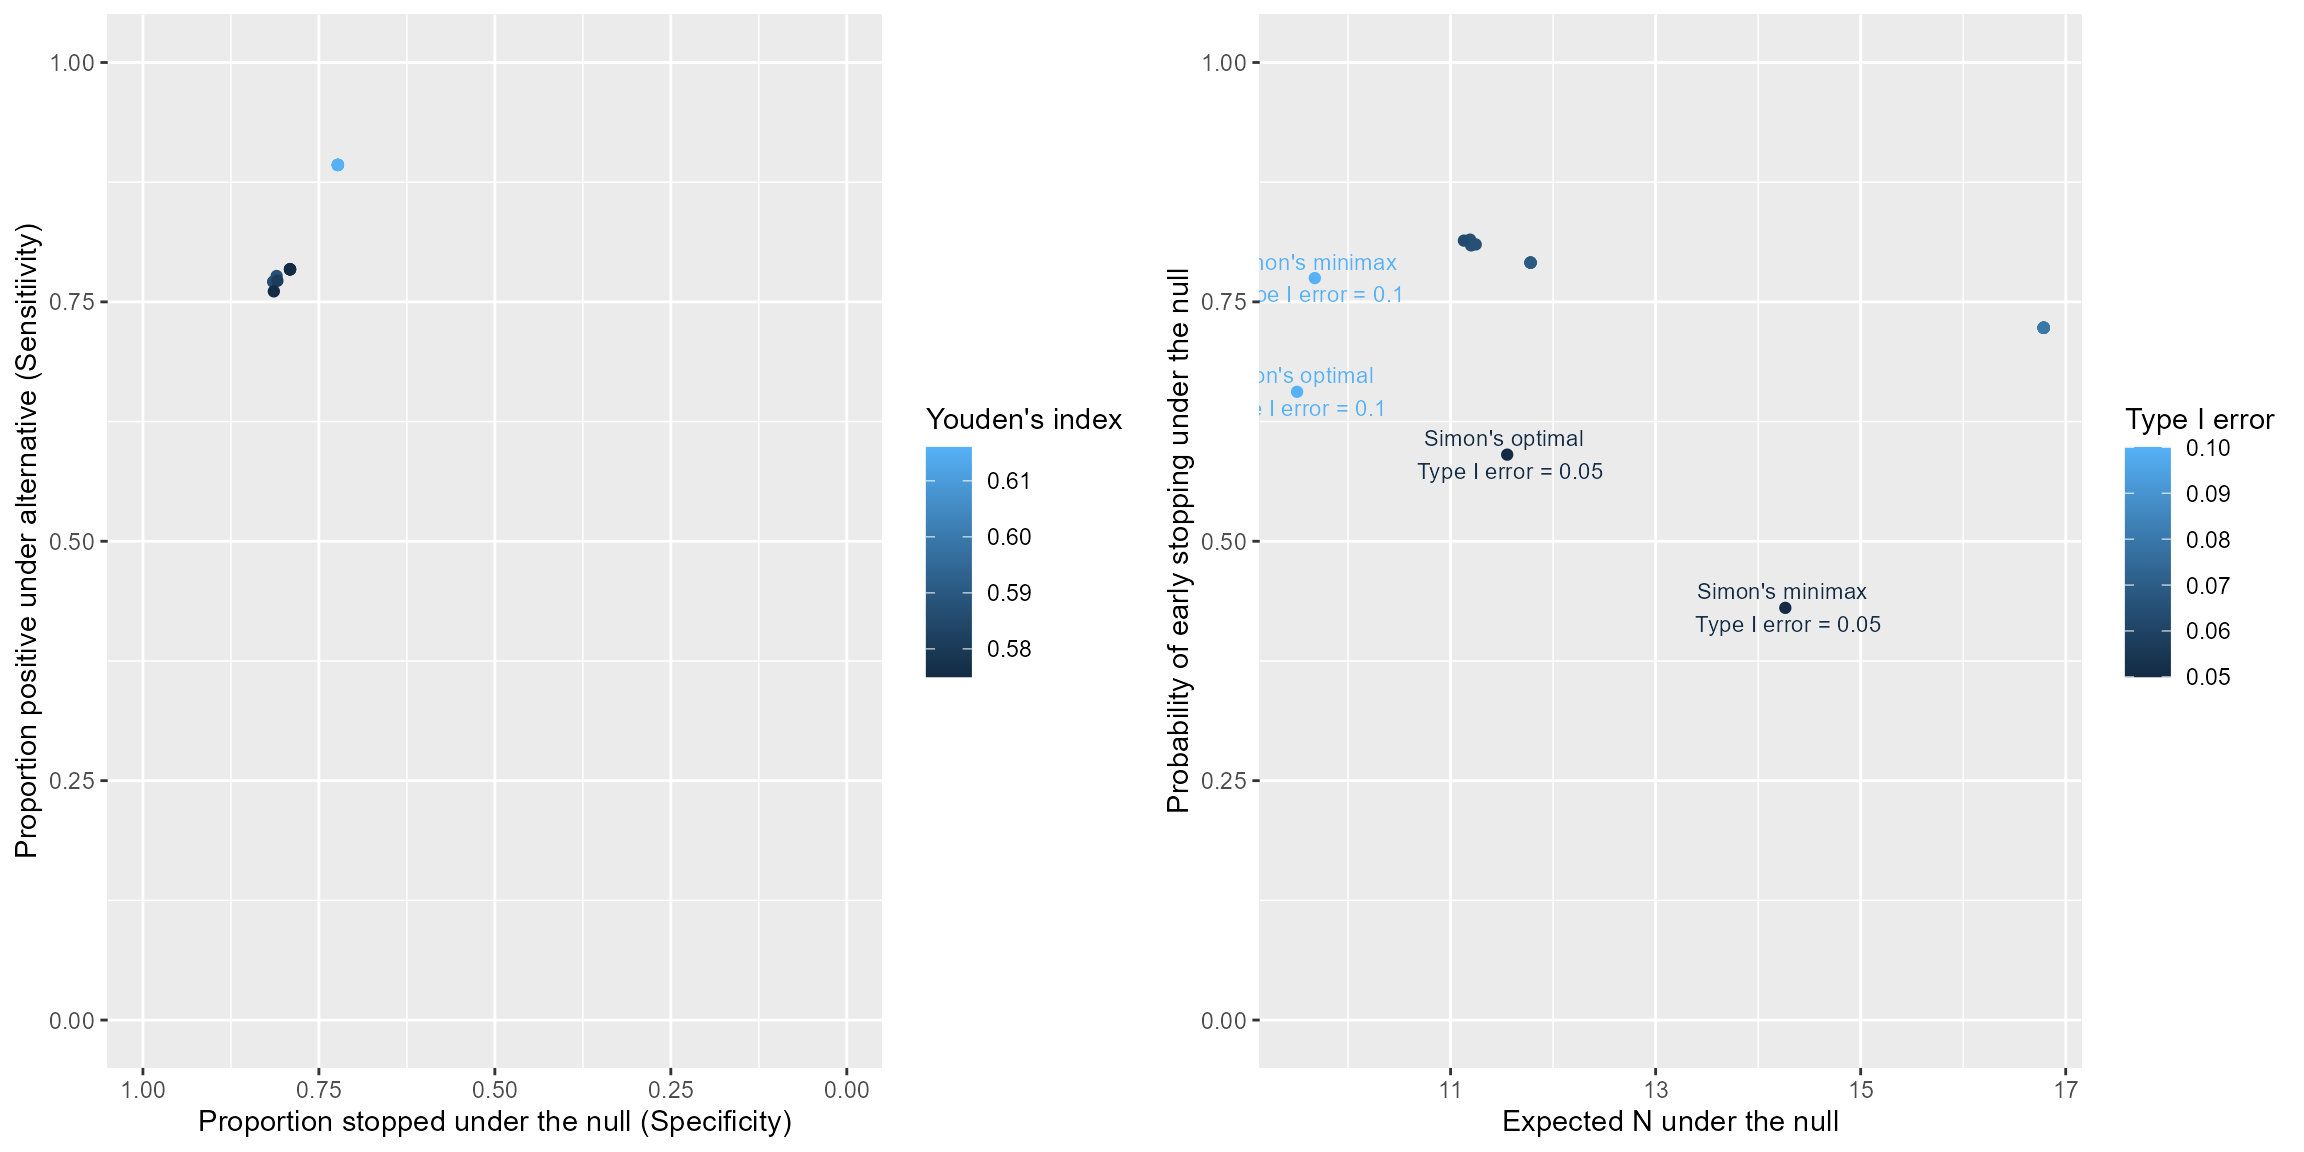 1.00
0.75
0.50
0.25
0.00
Proportion positive under alternative (Sensitivity)
1.00 0.75 0.50 0.25 0.00
Proportion stopped under the null (Specificity)
Youden's index
0.61
0.60
0.59
0.58
1.00
0.75
0.50
0.25
0.00
Probability of early stopping under the null
minimax
I error = 0.1
optimal
I error = 0.1
Simon's optimal
Type I error = 0.05
Simon's minimax
Type I error = 0.05
11 13 15 17
Expected N under the null
Type I error
0.10
0.09
0.08
0.07
0.06
0.05